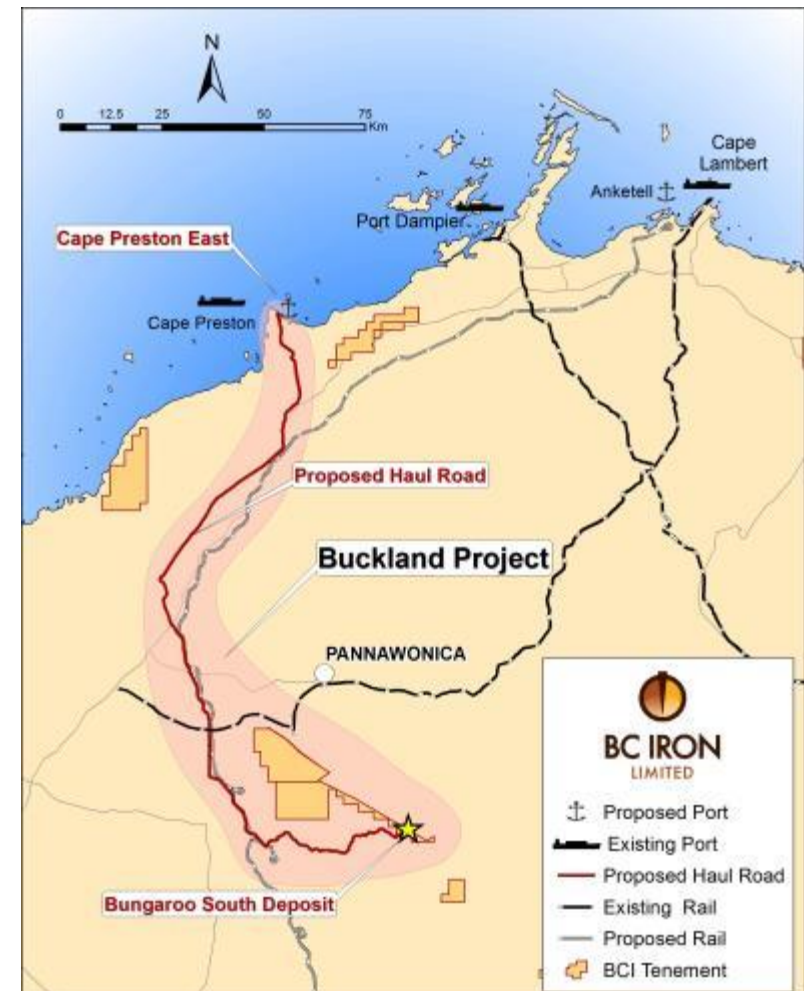 N
0 12.5 25 50 75
Km
Cape
Lambert
Anketell
Port Dampier
Cape Preston East
Cape Preston
Proposed Haul Road
Buckland Project
PANNAWONICA
Bungaroo South Deposit
BC IRON
LIMITED
Proposed Port
Existing Port
Proposed Haul Road
Existing Rail
Proposed Rail
BCI Tenement